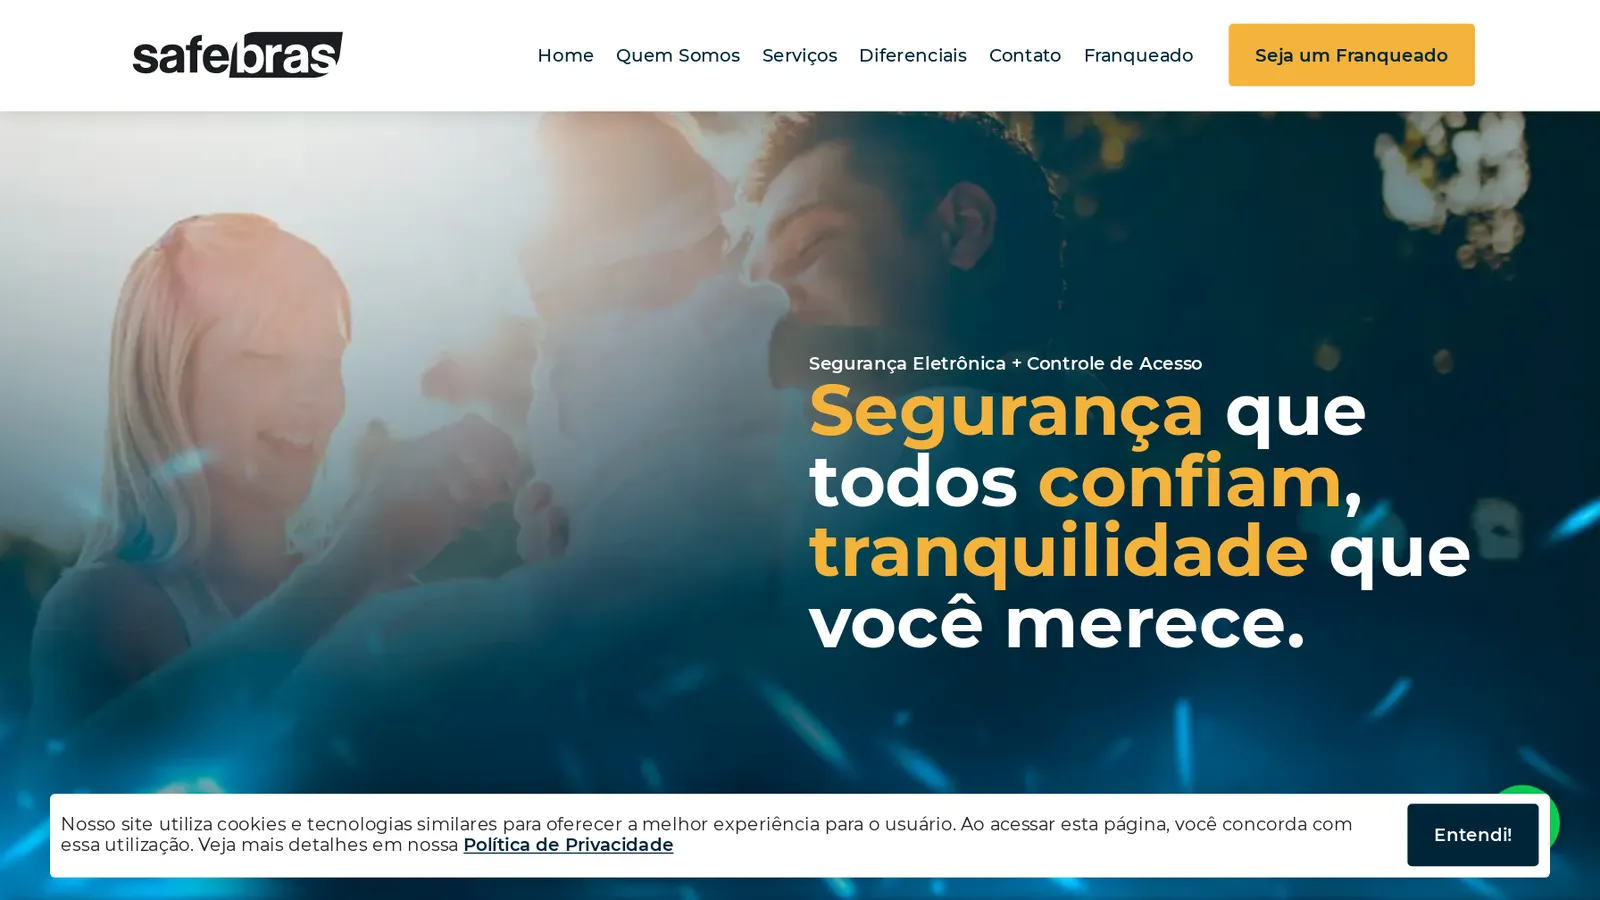 safebras
Home
Quem Somos
Serviços
Diferenciais
Contato
Franqueado
Seja um Franqueado
Segurança Eletrônica + Controle de Acesso
Segurança que
todos confiam,
tranquilidade que
você merece.
Nosso site utiliza cookies e tecnologias similares para oferecer a melhor experiência para o usuário. Ao acessar esta página, você concorda com
essa utilização. Veja mais detalhes em nossa Política de Privacidade
Entendi!